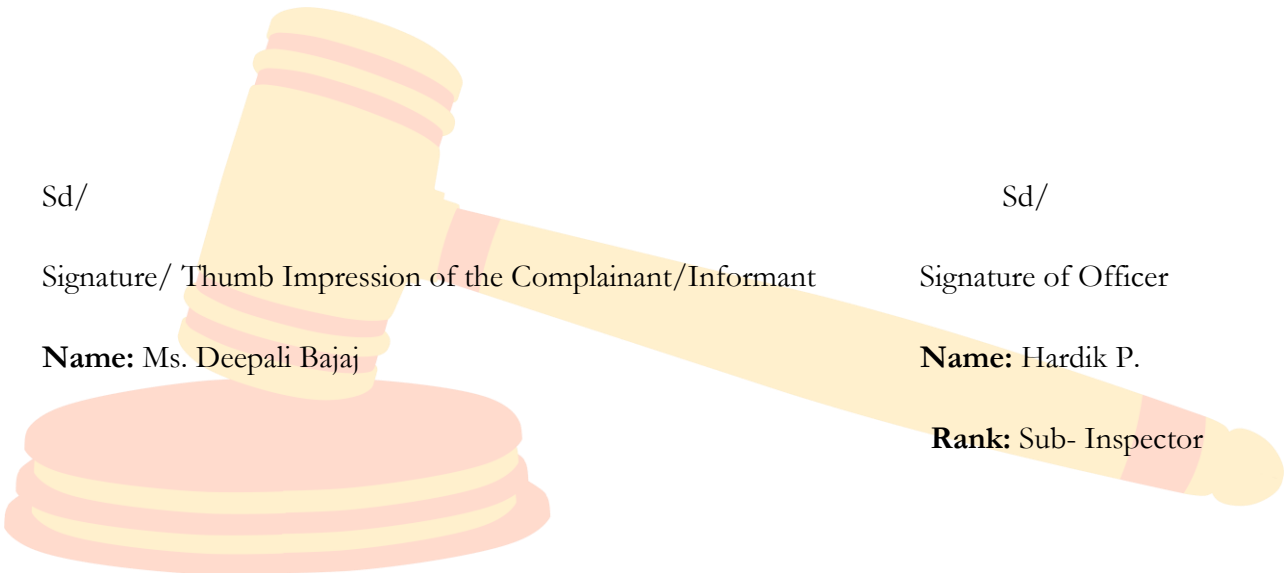 Sd/ Sd/
Signature/ Thumb Impression of the Complainant/Informant Signature of Officer
Name: Ms. Deepali Bajaj Name: Hardik P.
Rank: Sub- Inspector